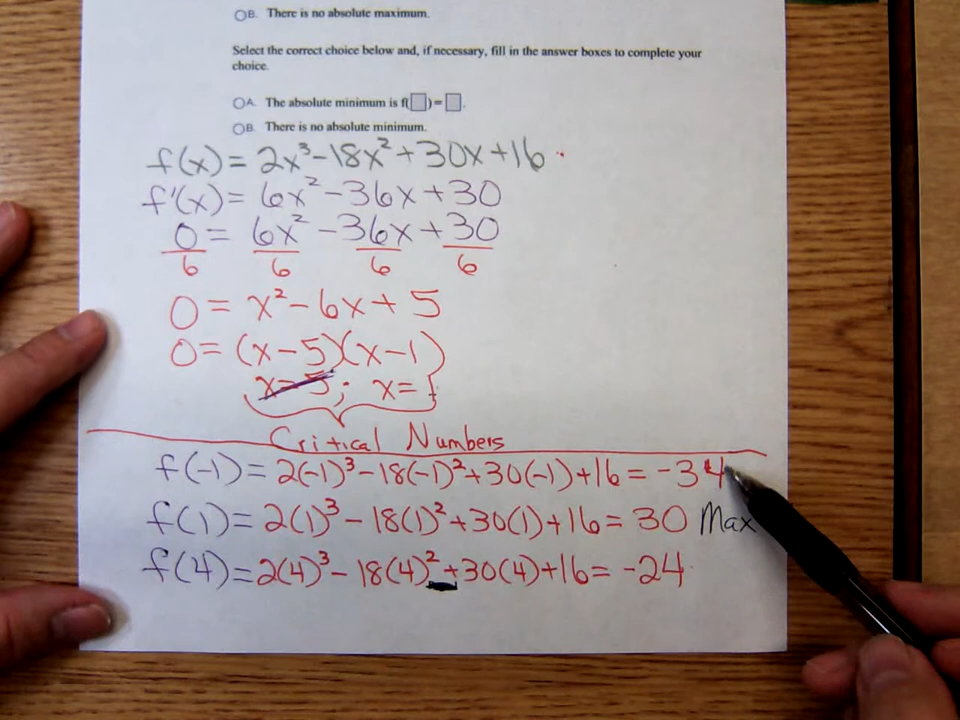 B. There is no absolute maximum.
Select the correct choice below and, if necessary, fill in the answer boxes to complete your
choice.
A. The absolute minimum is f( ) = .
B. There is no absolute minimum.
f(x) = 2x³ - 18x² + 30x + 16
f'(x) = 6x² - 36x + 30
0 = 6x² - 36x + 30
6 6 6 6
0 = x² - 6x + 5
0 = (x - 5)(x - 1)
x = 5; x = 1
Critical Numbers
f(-1) = 2(-1)³ - 18(-1)² + 30(-1) + 16 = -34
f(1) = 2(1)³ - 18(1)² + 30(1) + 16 = 30 Max
f(4) = 2(4)³ - 18(4)² + 30(4) + 16 = -24